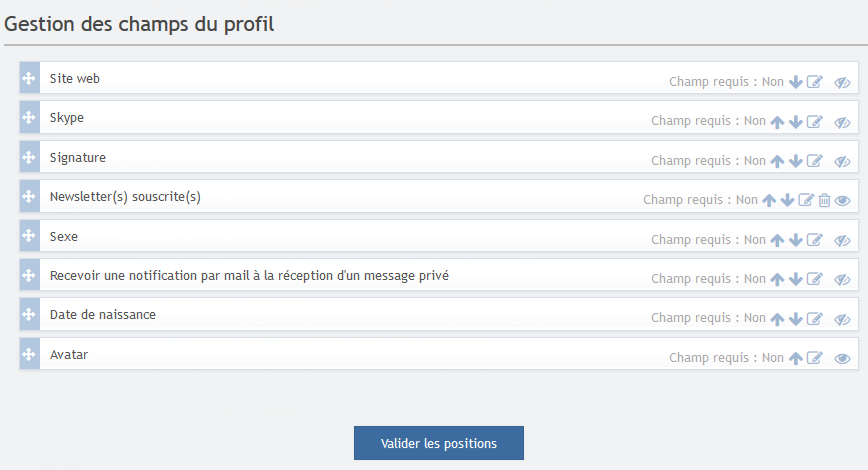 Gestion des champs du profil
Site web Champ requis : Non
Skype Champ requis : Non
Signature Champ requis : Non
Newsletter(s) souscrite(s) Champ requis : Non
Sexe Champ requis : Non
Recevoir une notification par mail à la réception d'un message privé Champ requis : Non
Date de naissance Champ requis : Non
Avatar Champ requis : Non
Valider les positions